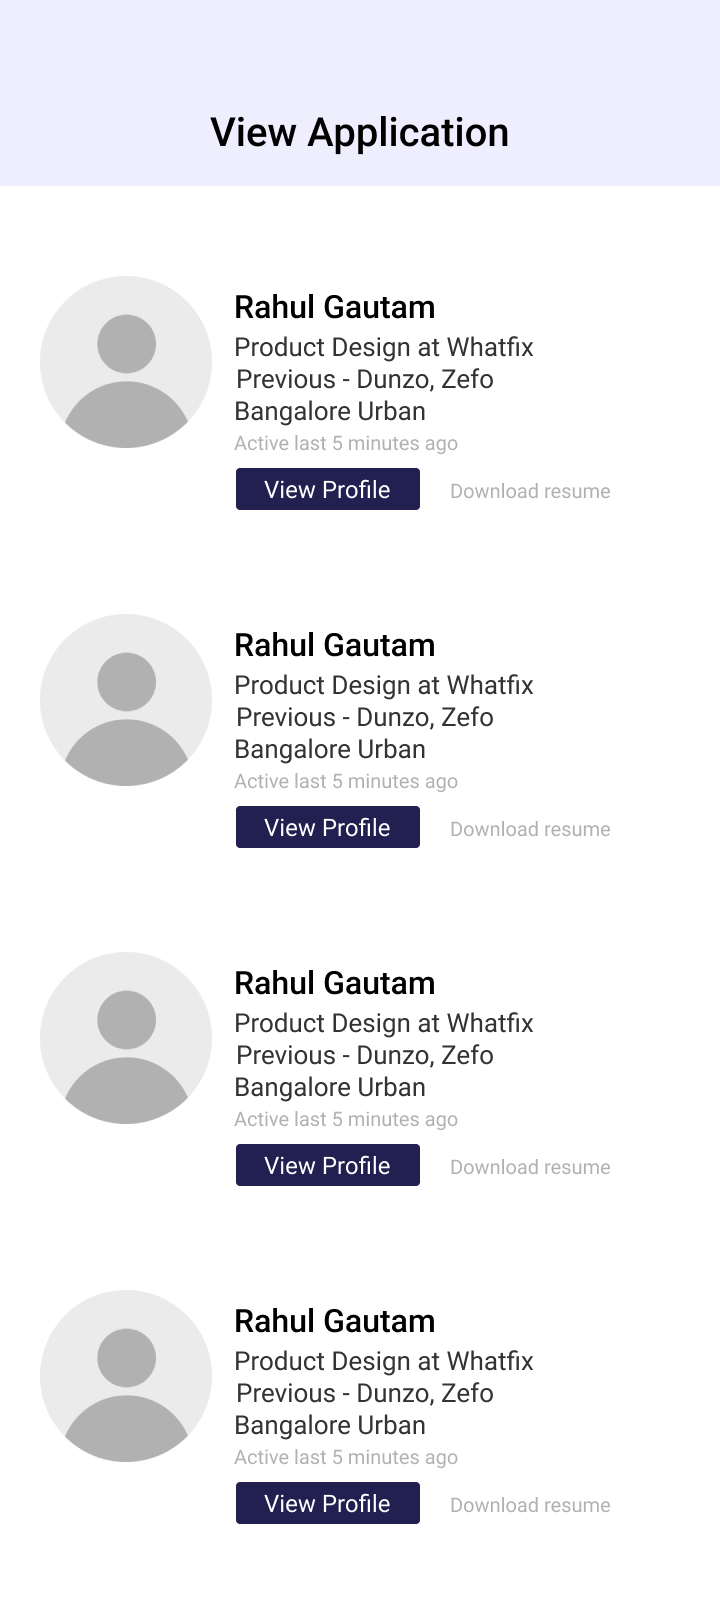 View Application
Rahul Gautam
Product Design at Whatfix
Previous - Dunzo, Zefo
Bangalore Urban
Active last 5 minutes ago
View Profile Download resume
Rahul Gautam
Product Design at Whatfix
Previous - Dunzo, Zefo
Bangalore Urban
Active last 5 minutes ago
View Profile Download resume
Rahul Gautam
Product Design at Whatfix
Previous - Dunzo, Zefo
Bangalore Urban
Active last 5 minutes ago
View Profile Download resume
Rahul Gautam
Product Design at Whatfix
Previous - Dunzo, Zefo
Bangalore Urban
Active last 5 minutes ago
View Profile Download resume